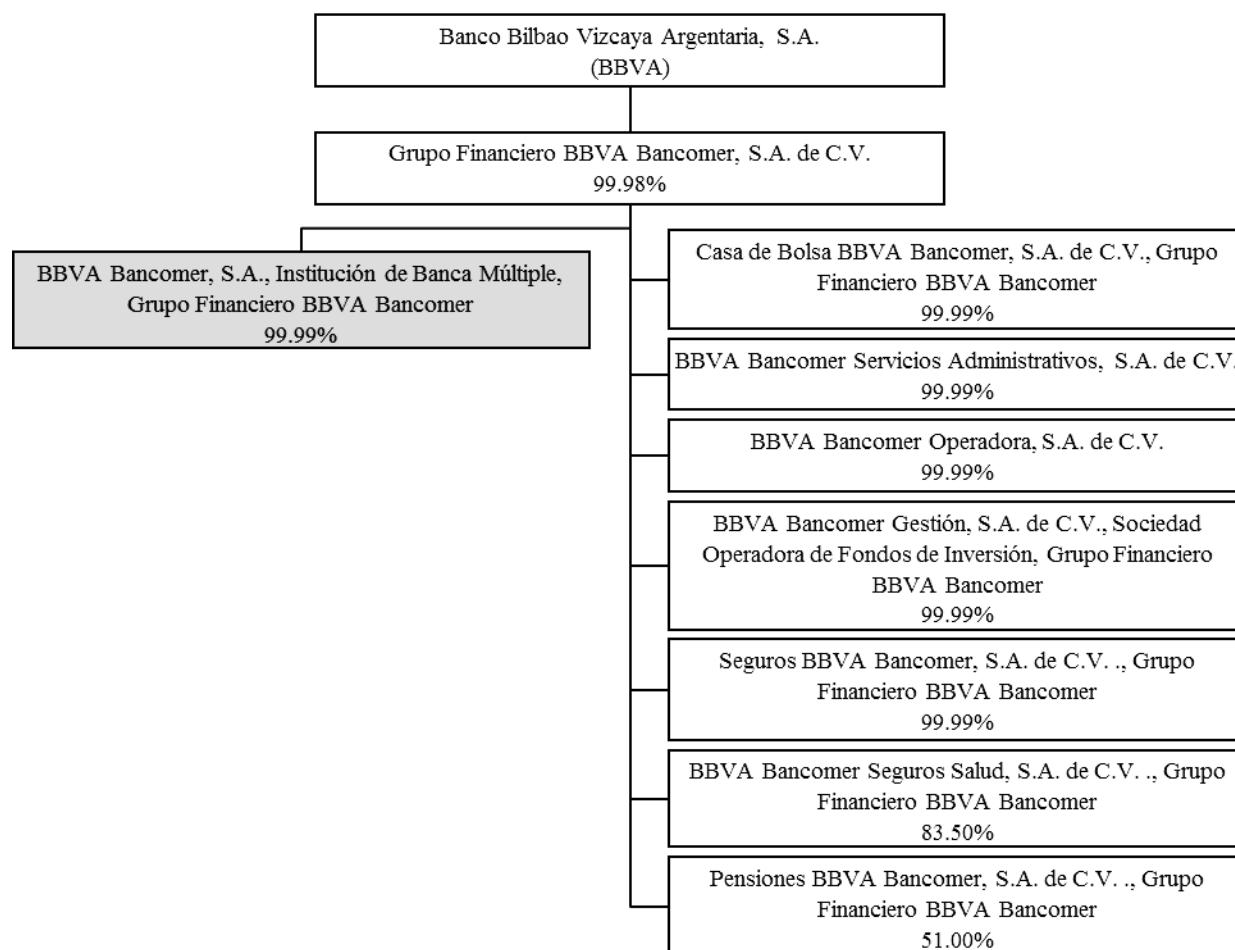 Banco Bilbao Vizcaya Argentaria, S.A.
(BBVA)
Grupo Financiero BBVA Bancomer, S.A. de C.V.
99.98%
BBVA Bancomer, S.A., Institución de Banca Múltiple,
Grupo Financiero BBVA Bancomer
99.99%
Casa de Bolsa BBVA Bancomer, S.A. de C.V., Grupo
Financiero BBVA Bancomer
99.99%
BBVA Bancomer Servicios Administrativos, S.A. de C.V.
99.99%
BBVA Bancomer Operadora, S.A. de C.V.
99.99%
BBVA Bancomer Gestión, S.A. de C.V., Sociedad
Operadora de Fondos de Inversión, Grupo Financiero
BBVA Bancomer
99.99%
Seguros BBVA Bancomer, S.A. de C.V. ., Grupo
Financiero BBVA Bancomer
99.99%
BBVA Bancomer Seguros Salud, S.A. de C.V. ., Grupo
Financiero BBVA Bancomer
83.50%
Pensiones BBVA Bancomer, S.A. de C.V. ., Grupo
Financiero BBVA Bancomer
51.00%